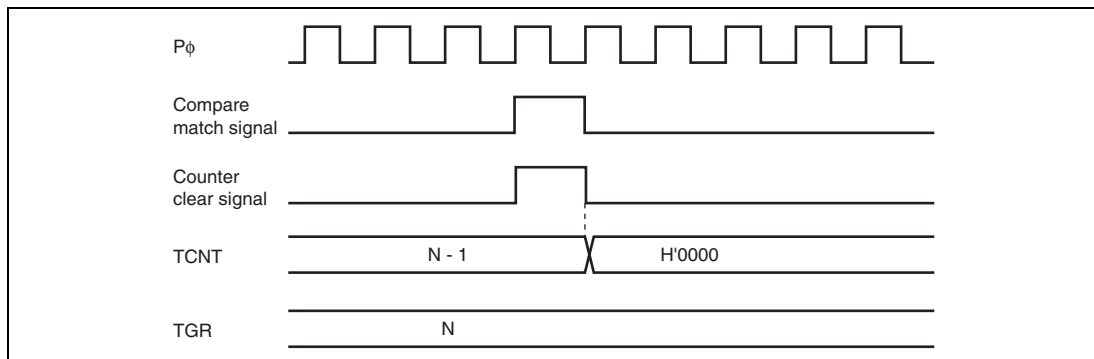 Pϕ
Compare
match signal
Counter
clear signal
TCNT
N - 1
H'0000
TGR
N